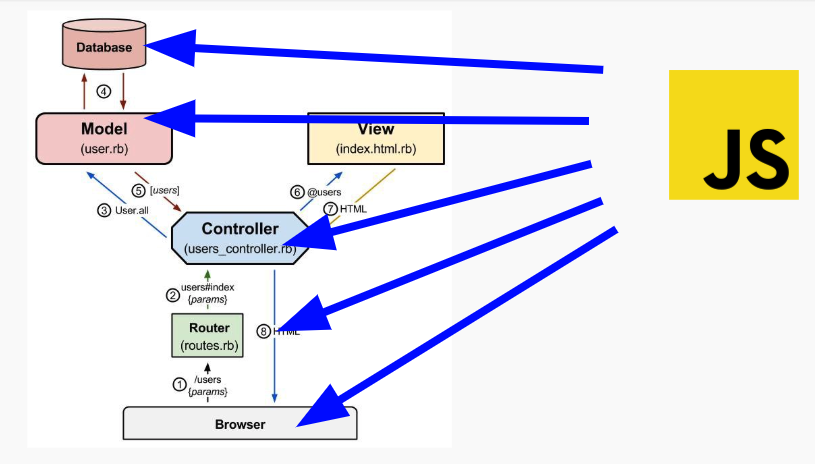 Database
④
Model
(user.rb)
View
(index.html.rb)
JS
⑤ [users]
⑥ @users
③ User.all
⑦ HTML
Controller
(users_controller.rb)
② users#index
{params}
Router
(routes.rb)
⑧ HTML
① /users
{params}
Browser